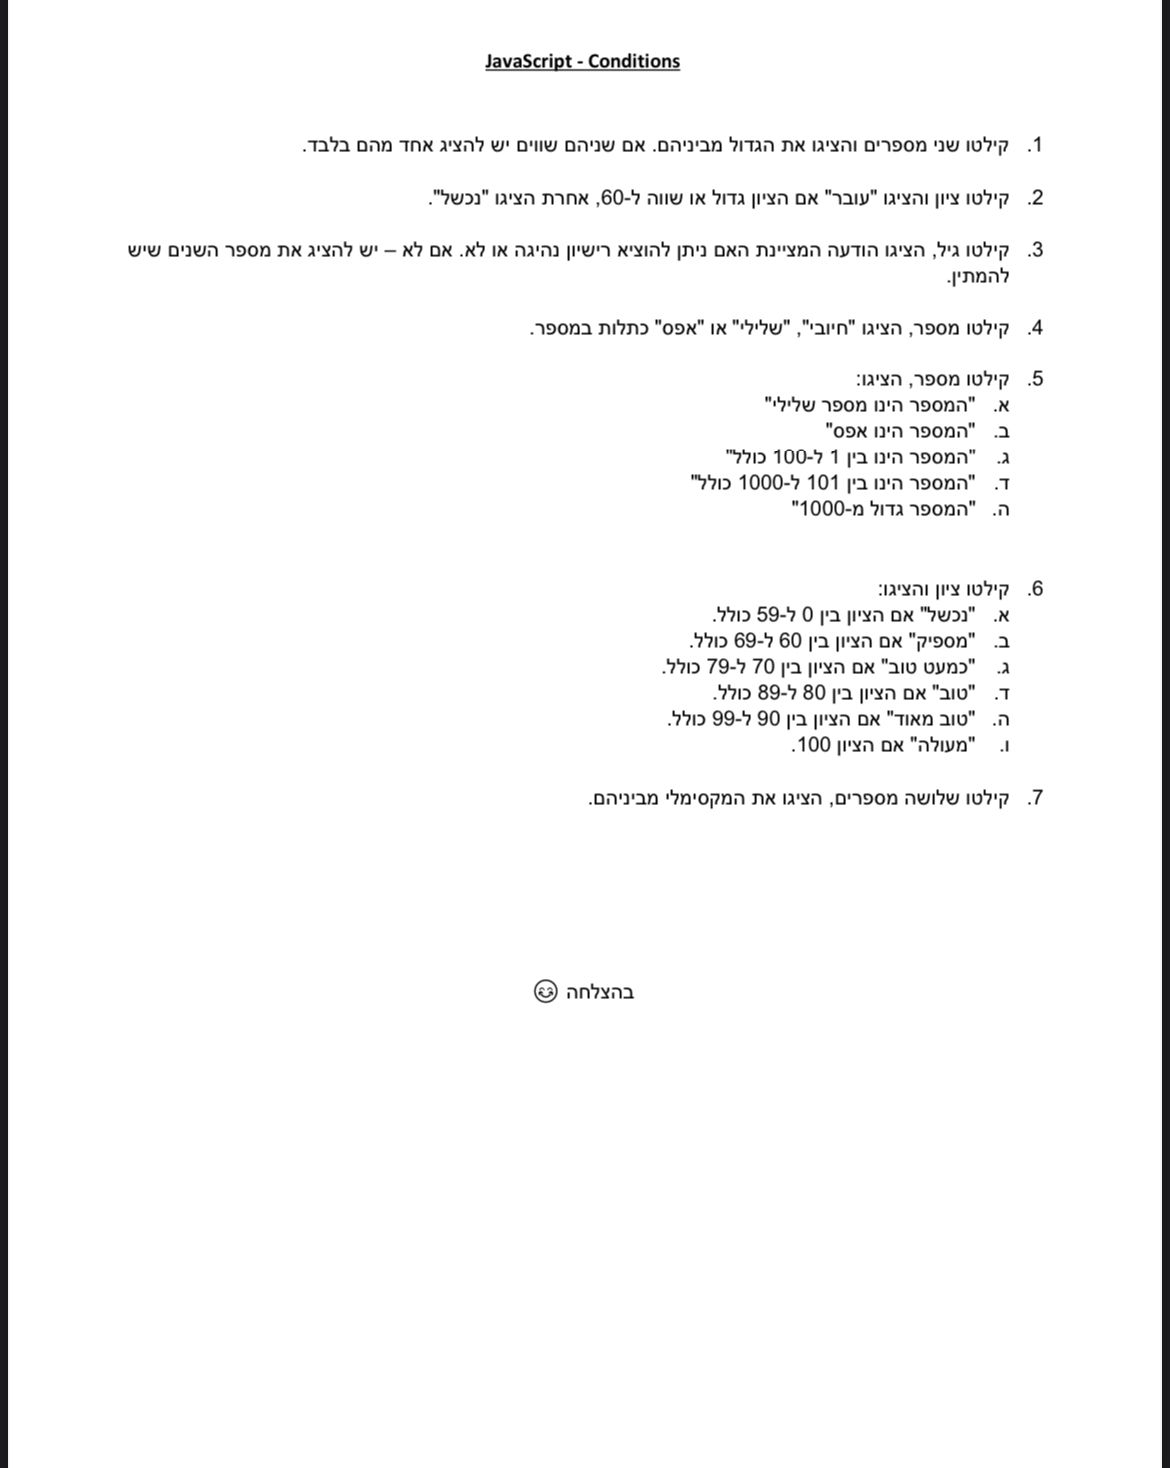 JavaScript - Conditions
1. קילטו שני מספרים והציגו את הגדול מביניהם. אם שניהם שווים יש להציג אחד מהם בלבד.
2. קילטו ציון והציגו "עובר" אם הציון גדול או שווה ל-60, אחרת הציגו "נכשל".
3. קילטו גיל, הציגו הודעה המציינת האם ניתן להוציא רישיון נהיגה או לא. אם לא – יש להציג את מספר השנים שיש
להמתין.
4. קילטו מספר, הציגו "חיובי", "שלילי" או "אפס" כתלות במספר.
5. קילטו מספר, הציגו:
א. "המספר הינו מספר שלילי"
ב. "המספר הינו אפס"
ג. "המספר הינו בין 1 ל-100 כולל"
ד. "המספר הינו בין 101 ל-1000 כולל"
ה. "המספר גדול מ-1000"
6. קילטו ציון והציגו:
א. "נכשל" אם הציון בין 0 ל-59 כולל.
ב. "מספיק" אם הציון בין 60 ל-69 כולל.
ג. "כמעט טוב" אם הציון בין 70 ל-79 כולל.
ד. "טוב" אם הציון בין 80 ל-89 כולל.
ה. "טוב מאוד" אם הציון בין 90 ל-99 כולל.
ו. "מעולה" אם הציון 100.
7. קילטו שלושה מספרים, הציגו את המקסימלי מביניהם.
בהצלחה 😊